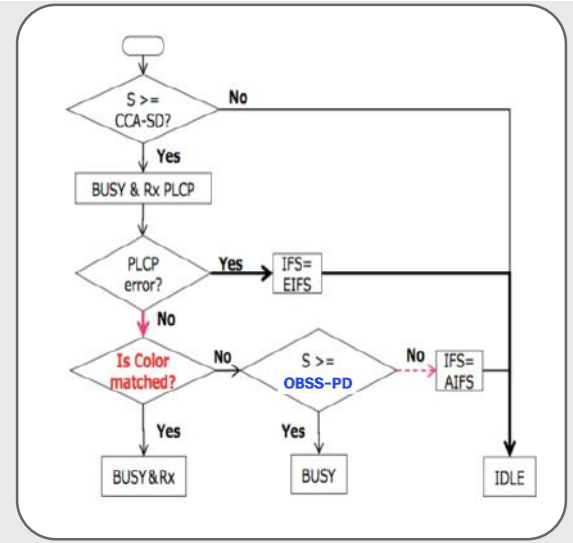 S >=
CCA-SD?
No
Yes
BUSY & Rx PLCP
PLCP
error?
Yes
IFS=
EIFS
No
Is Color
matched?
No
S >=
OBSS-PD
No
IFS=
AIFS
Yes
Yes
BUSY&Rx
BUSY
IDLE